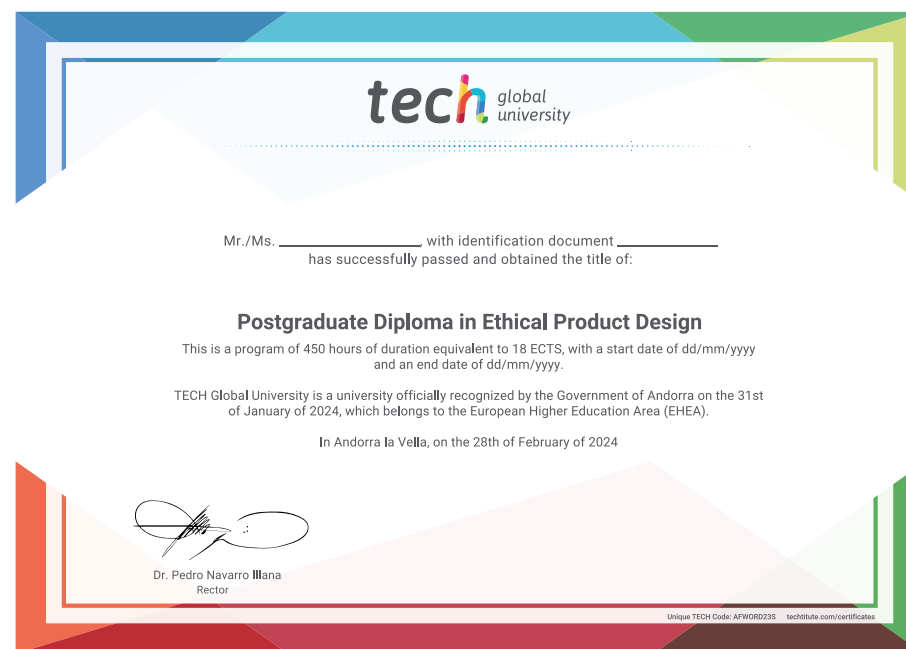 tech global
university
Mr./Ms. ____________, with identification document ____________
has successfully passed and obtained the title of:
Postgraduate Diploma in Ethical Product Design
This is a program of 450 hours of duration equivalent to 18 ECTS, with a start date of dd/mm/yyyy
and an end date of dd/mm/yyyy.
TECH Global University is a university officially recognized by the Government of Andorra on the 31st
of January of 2024, which belongs to the European Higher Education Area (EHEA).
In Andorra la Vella, on the 28th of February of 2024
Dr. Pedro Navarro Illana
Rector
Unique TECH Code: AFWORD23S techtitute.com/certificates